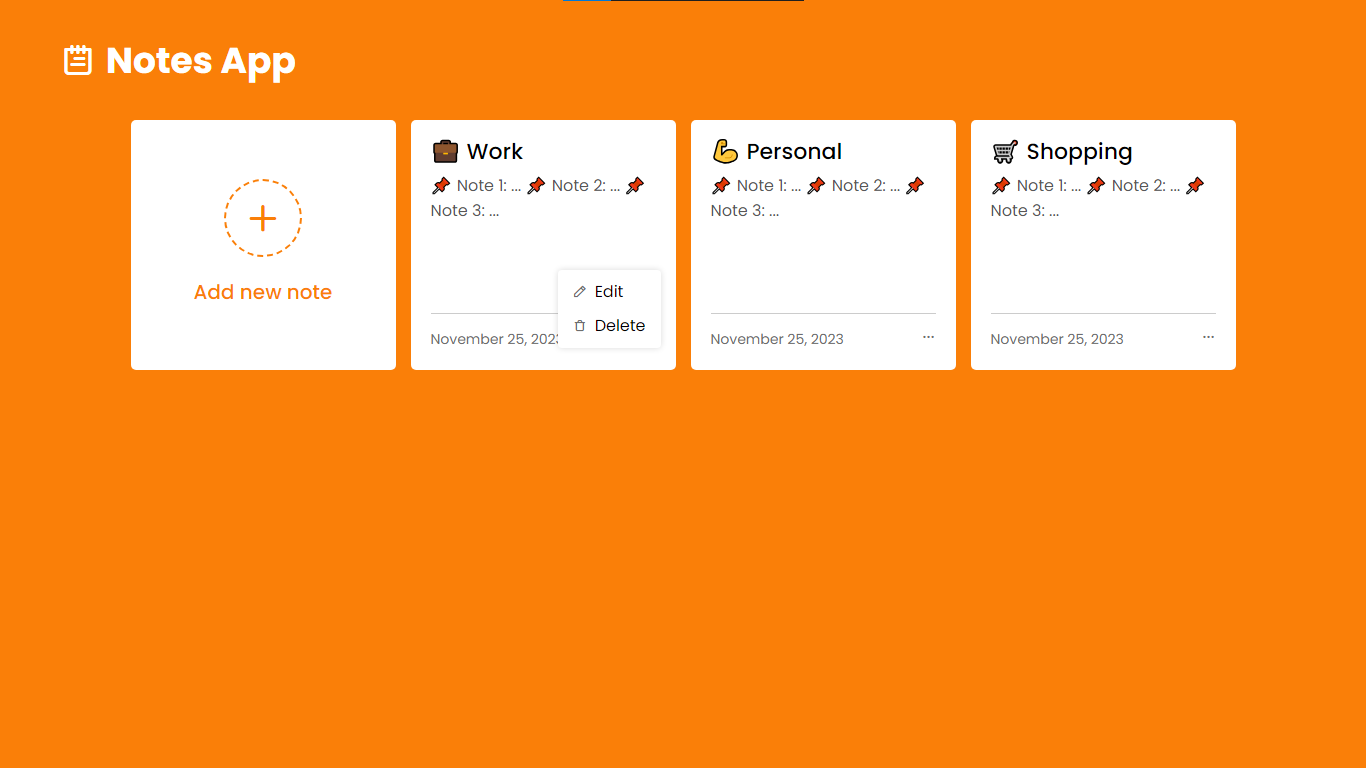 Notes App
Add new note
Work
Note 1: ... Note 2: ...
Note 3: ...
Edit
Delete
November 25, 2023
Personal
Note 1: ... Note 2: ...
Note 3: ...
November 25, 2023
...
Shopping
Note 1: ... Note 2: ...
Note 3: ...
November 25, 2023
...